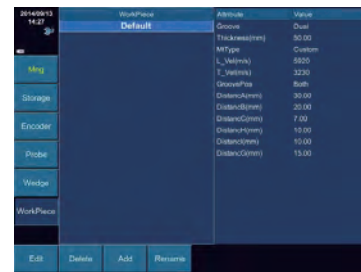 2014/09/13
14:27
WorkPiece
Attribute
Value
Default
Groove
Dual
Thickness(mm)
50.00
MtType
Custom
L_Vel(m/s)
5920
T_Vel(m/s)
3230
GroovePos
Both
DistancA(mm)
30.00
DistancB(mm)
20.00
DistancC(mm)
7.00
DistancH(mm)
10.00
DistancI(mm)
10.00
DistancG(mm)
15.00
Mng
Storage
Encoder
Probe
Wedge
WorkPiece
Edit
Delete
Add
Rename